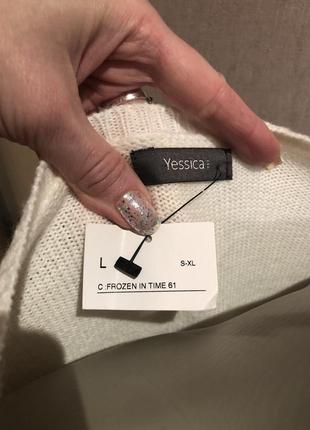 Yessica
L S-XL
C :FROZEN IN TIME 61